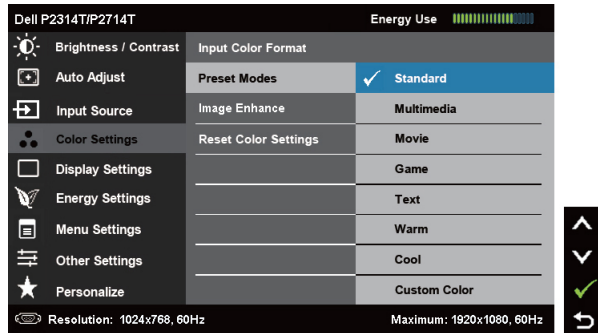 Dell P2314T/P2714T Energy Use
Brightness / Contrast Input Color Format
Auto Adjust Preset Modes Standard
Input Source Image Enhance Multimedia
Color Settings Reset Color Settings Movie
Display Settings Game
Energy Settings Text
Menu Settings Warm
Other Settings Cool
Personalize Custom Color
Resolution: 1024x768, 60Hz Maximum: 1920x1080, 60Hz